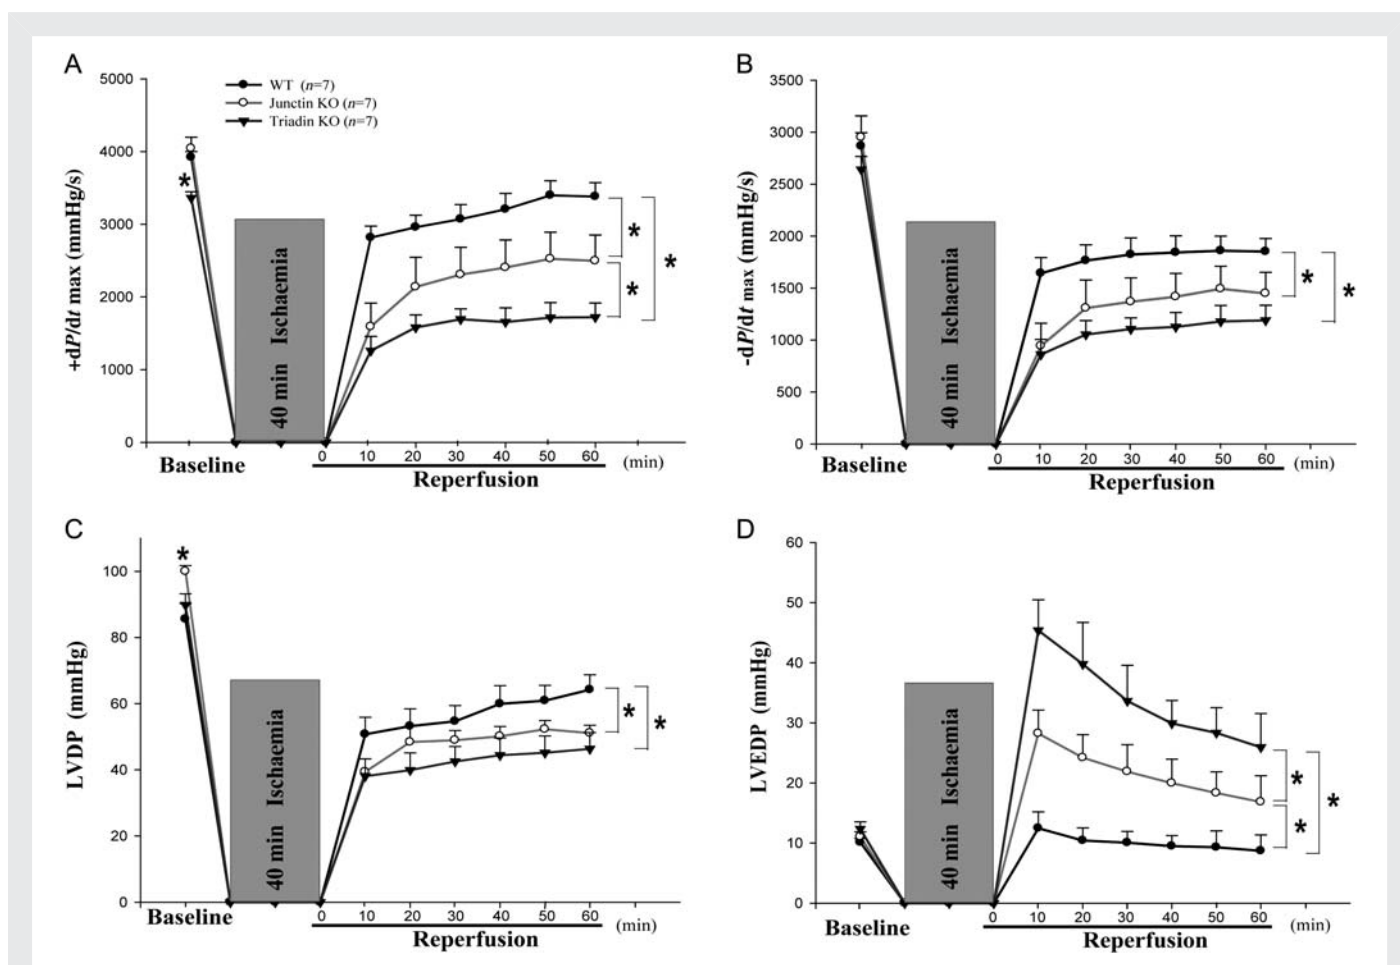 A
+dP/dt max (mmHg/s)
5000
4000
3000
2000
1000
0
WT (n=7)
Junctin KO (n=7)
Triadin KO (n=7)
*
40 min Ischaemia
*
*
*
0 10 20 30 40 50 60 (min)
Baseline
Reperfusion
B
-dP/dt max (mmHg/s)
3500
3000
2500
2000
1500
1000
500
0
40 min Ischaemia
*
*
0 10 20 30 40 50 60 (min)
Baseline
Reperfusion
C
LVDP (mmHg)
100
80
60
40
20
0
*
40 min Ischaemia
*
*
0 10 20 30 40 50 60 (min)
Baseline
Reperfusion
D
LVEDP (mmHg)
60
50
40
30
20
10
0
40 min Ischaemia
*
*
*
0 10 20 30 40 50 60 (min)
Baseline
Reperfusion